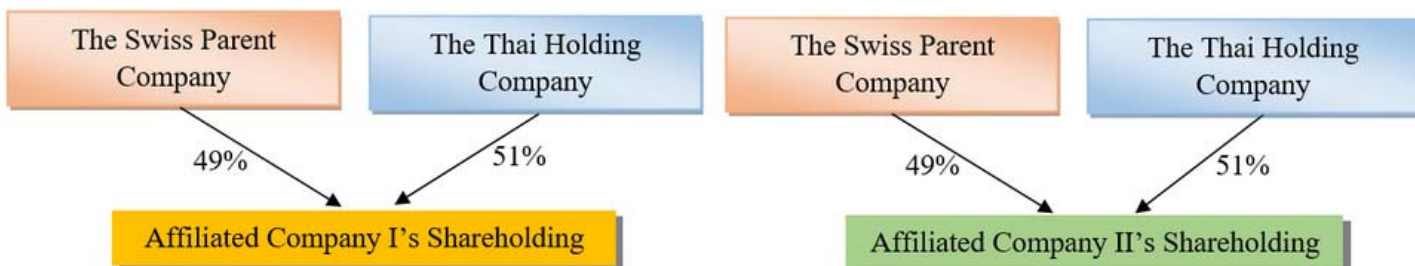 The Swiss Parent
Company
The Thai Holding
Company
49%
51%
Affiliated Company I’s Shareholding
The Swiss Parent
Company
The Thai Holding
Company
49%
51%
Affiliated Company II’s Shareholding